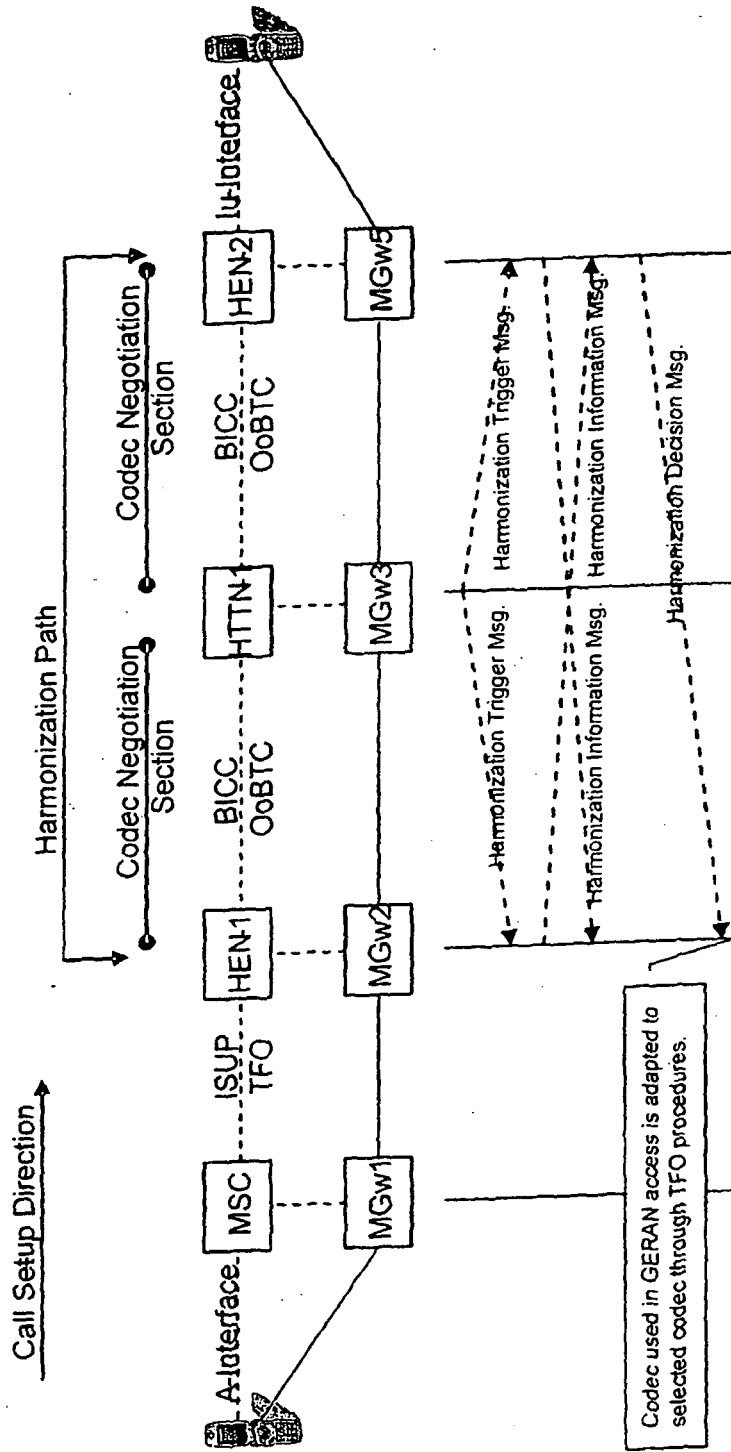 Call Setup Direction
Harmonization Path
Codec Negotiation
Section
Codec Negotiation
Section
A-Interface
MSC
ISUP
TFO
HEN-1
BICC
OoBTC
HTTN-1
BICC
OoBTC
HEN-2
Iu-Interface
MGw1
MGw2
MGw3
MGw5
Harmonization Trigger Msg.
Harmonization Trigger Msg.
Harmonization Information Msg.
Harmonization Information Msg.
Harmonization Decision Msg.
Codec used in GERAN access is adapted to
selected codec through TFO procedures.